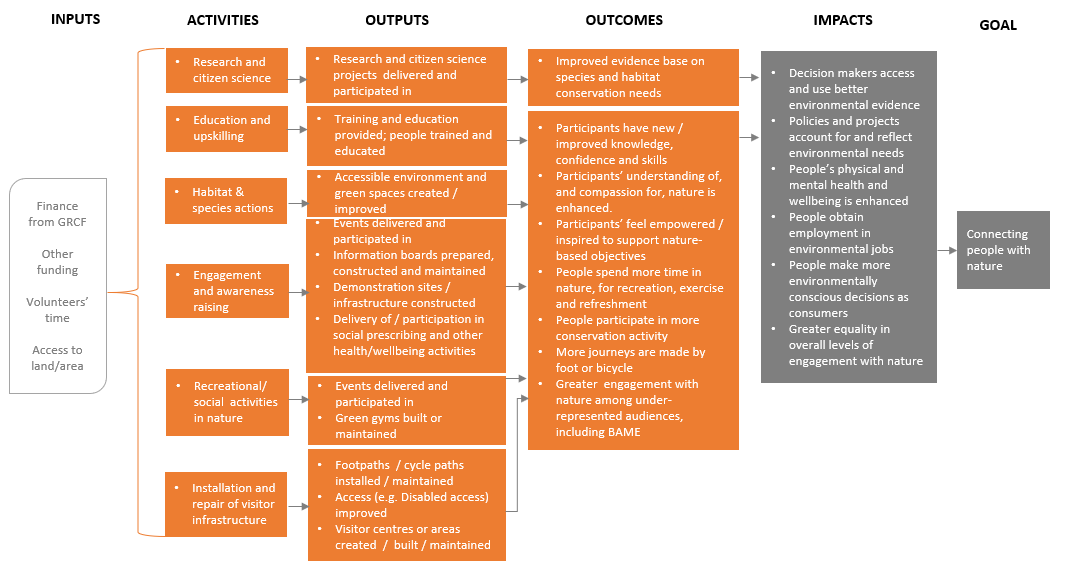 INPUTS
ACTIVITIES
OUTPUTS
OUTCOMES
IMPACTS
GOAL
Finance
from GRCF
Other
funding
Volunteers’
time
Access to
land/area
• Research and
citizen science
• Education and
upskilling
• Habitat &
species actions
• Engagement
and awareness
raising
• Recreational/
social activities
in nature
• Installation and
repair of visitor
infrastructure
• Research and citizen science
projects delivered and
participated in
• Training and education
provided; people trained and
educated
• Accessible environment and
green spaces created /
improved
• Events delivered and
participated in
• Information boards prepared,
constructed and maintained
• Demonstration sites /
infrastructure constructed
• Delivery of / participation in
social prescribing and other
health/wellbeing activities
• Events delivered and
participated in
• Green gyms built or
maintained
• Footpaths / cycle paths
installed / maintained
• Access (e.g. Disabled access)
improved
• Visitor centres or areas
created / built / maintained
• Improved evidence base on
species and habitat
conservation needs
• Participants have new /
improved knowledge,
confidence and skills
• Participants’ understanding of,
and compassion for, nature is
enhanced.
• Participants’ feel empowered /
inspired to support nature-
based objectives
• People spend more time in
nature, for recreation, exercise
and refreshment
• People participate in more
conservation activity
• More journeys are made by
foot or bicycle
• Greater engagement with
nature among under-
represented audiences,
including BAME
• Decision makers access
and use better
environmental evidence
• Policies and projects
account for and reflect
environmental needs
• People’s physical and
mental health and
wellbeing is enhanced
• People obtain
employment in
environmental jobs
• People make more
environmentally
conscious decisions as
consumers
• Greater equality in
overall levels of
engagement with nature
Connecting
people with
nature